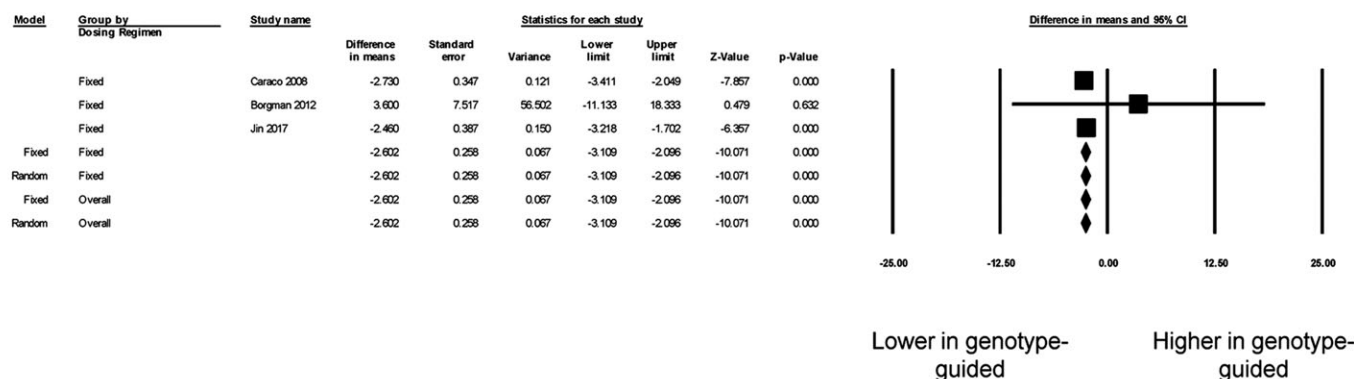 Model Group by Study name Statistics for each study Difference in means and 95% CI
Dosing Regimen
Difference in means Standard error Variance Lower limit Upper limit Z-Value p-Value
Fixed Caraco 2008 -2.730 0.347 0.121 -3.411 -2.049 -7.857 0.000
Fixed Borgman 2012 3.600 7.517 56.502 -11.133 18.333 0.479 0.632
Fixed Jin 2017 -2.460 0.387 0.150 -3.218 -1.702 -6.357 0.000
Fixed Fixed -2.602 0.258 0.067 -3.109 -2.096 -10.071 0.000
Random Fixed -2.602 0.258 0.067 -3.109 -2.096 -10.071 0.000
Fixed Overall -2.602 0.258 0.067 -3.109 -2.096 -10.071 0.000
Random Overall -2.602 0.258 0.067 -3.109 -2.096 -10.071 0.000
-25.00 -12.50 0.00 12.50 25.00
Lower in genotype-
guided
Higher in genotype-
guided